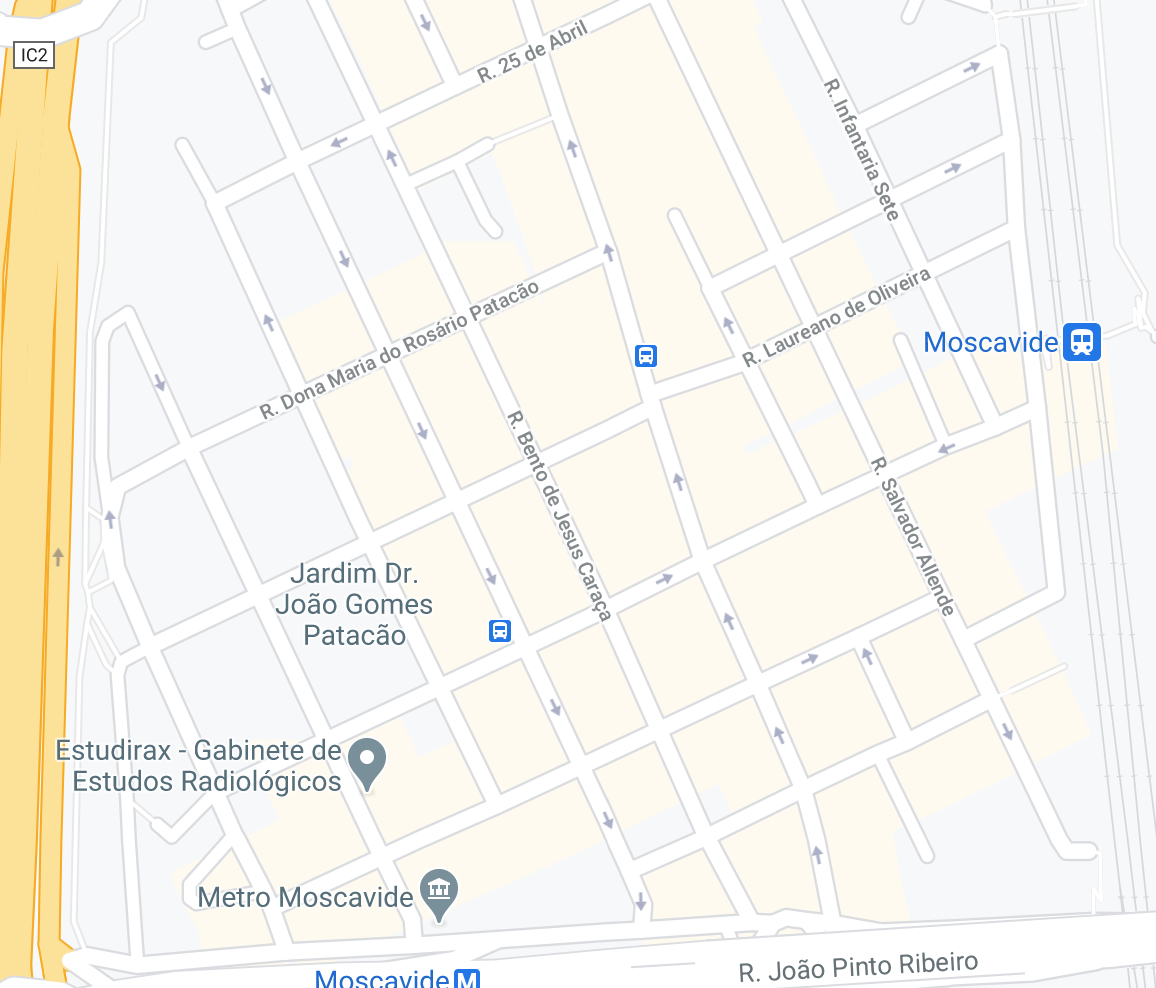 IC2
R. 25 de Abril
R. Infantaria Sete
R. Dona Maria do Rosário Patacão
R. Laureano de Oliveira
Moscavide
R. Bento de Jesus Caraça
R. Salvador Allende
Jardim Dr.
João Gomes
Patacão
Estudirax - Gabinete de
Estudos Radiológicos
Metro Moscavide
Moscavide M
R. João Pinto Ribeiro